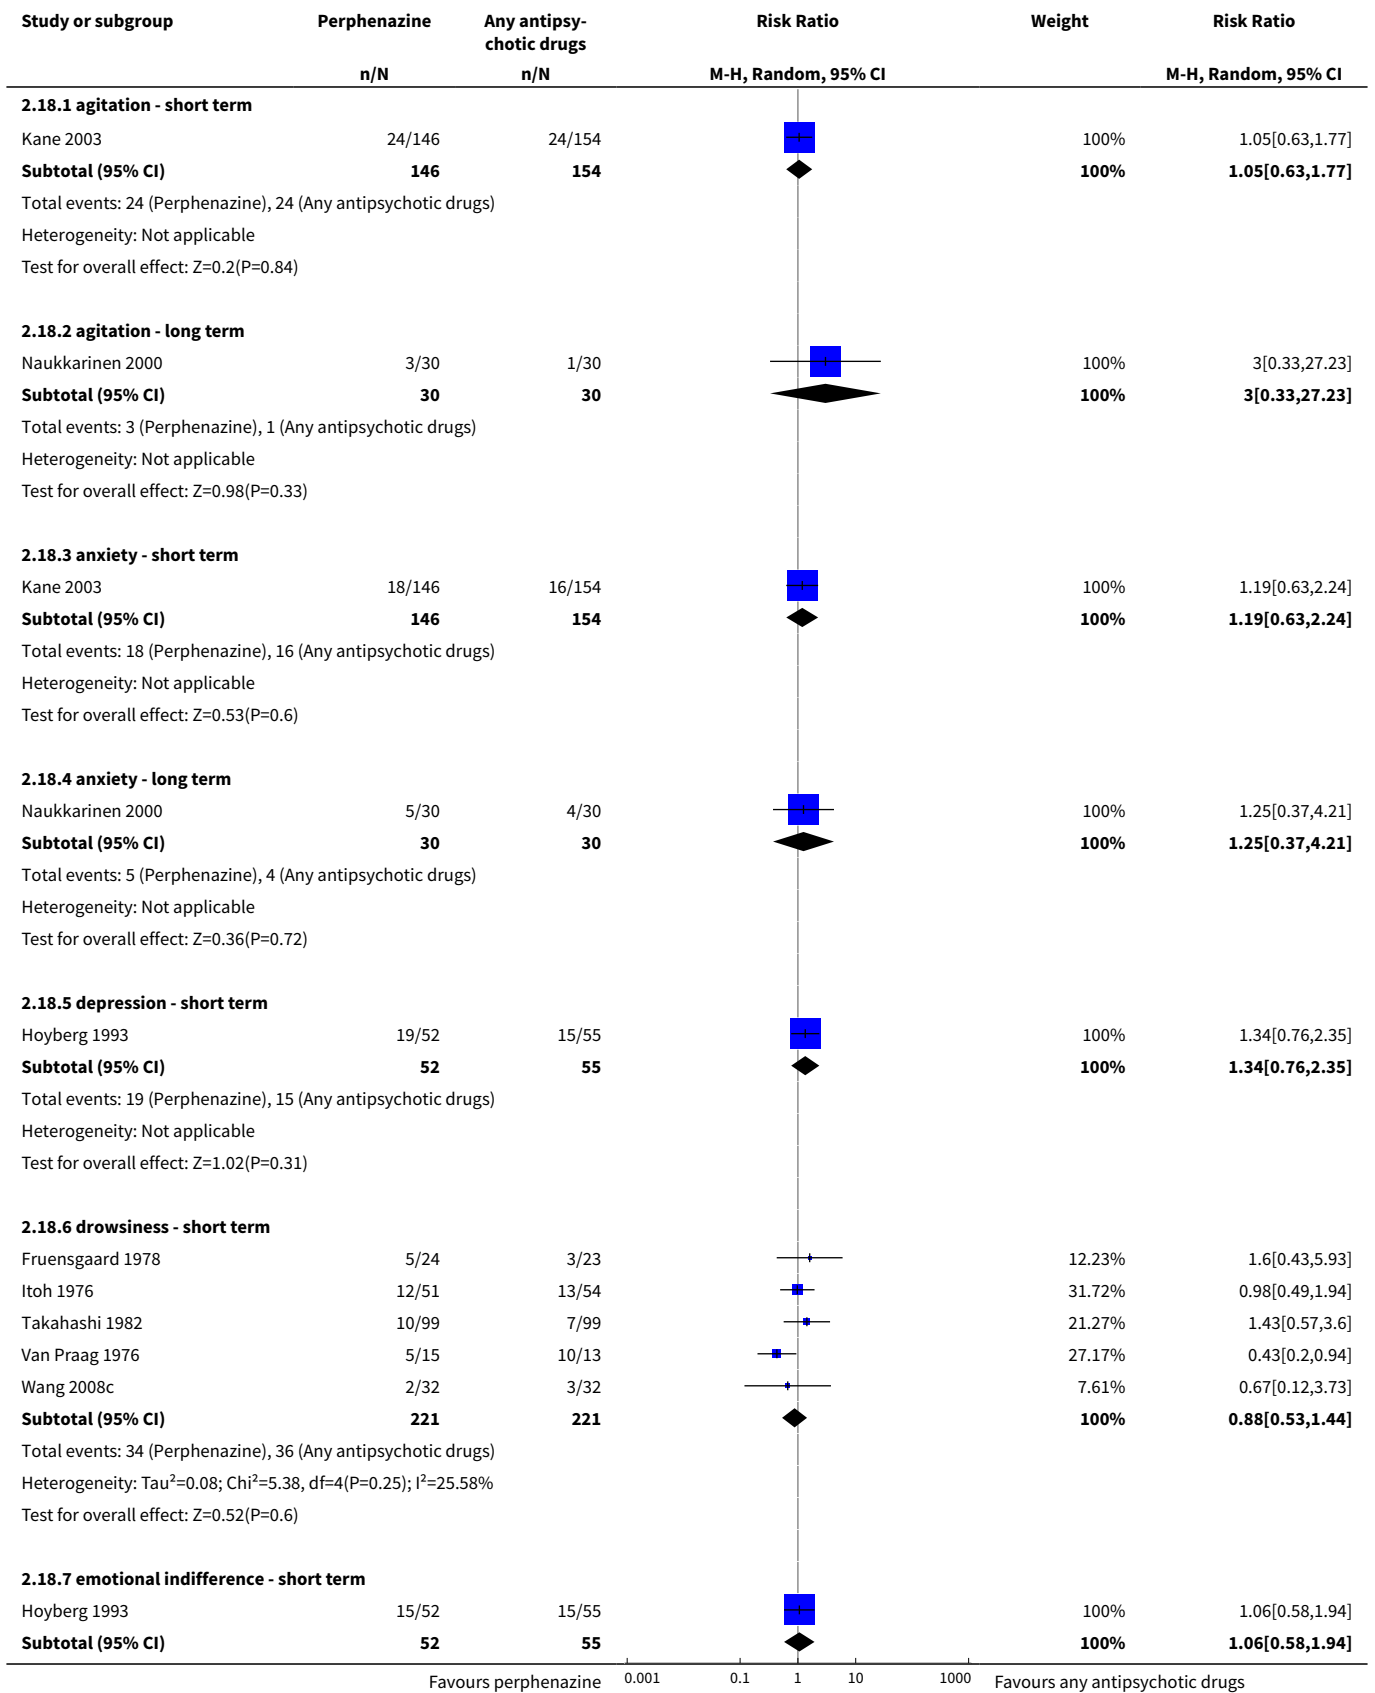 Study or subgroup Perphenazine Any antipsy- Risk Ratio Weight Risk Ratio
chotic drugs
n/N n/N M-H, Random, 95% CI M-H, Random, 95% CI
2.18.1 agitation - short term
Kane 2003 24/146 24/154 100% 1.05[0.63,1.77]
Subtotal (95% CI) 146 154 100% 1.05[0.63,1.77]
Total events: 24 (Perphenazine), 24 (Any antipsychotic drugs)
Heterogeneity: Not applicable
Test for overall effect: Z=0.2(P=0.84)
2.18.2 agitation - long term
Naukkarinen 2000 3/30 1/30 100% 3[0.33,27.23]
Subtotal (95% CI) 30 30 100% 3[0.33,27.23]
Total events: 3 (Perphenazine), 1 (Any antipsychotic drugs)
Heterogeneity: Not applicable
Test for overall effect: Z=0.98(P=0.33)
2.18.3 anxiety - short term
Kane 2003 18/146 16/154 100% 1.19[0.63,2.24]
Subtotal (95% CI) 146 154 100% 1.19[0.63,2.24]
Total events: 18 (Perphenazine), 16 (Any antipsychotic drugs)
Heterogeneity: Not applicable
Test for overall effect: Z=0.53(P=0.6)
2.18.4 anxiety - long term
Naukkarinen 2000 5/30 4/30 100% 1.25[0.37,4.21]
Subtotal (95% CI) 30 30 100% 1.25[0.37,4.21]
Total events: 5 (Perphenazine), 4 (Any antipsychotic drugs)
Heterogeneity: Not applicable
Test for overall effect: Z=0.36(P=0.72)
2.18.5 depression - short term
Hoyberg 1993 19/52 15/55 100% 1.34[0.76,2.35]
Subtotal (95% CI) 52 55 100% 1.34[0.76,2.35]
Total events: 19 (Perphenazine), 15 (Any antipsychotic drugs)
Heterogeneity: Not applicable
Test for overall effect: Z=1.02(P=0.31)
2.18.6 drowsiness - short term
Fruensgaard 1978 5/24 3/23 12.23% 1.6[0.43,5.93]
Itoh 1976 12/51 13/54 31.72% 0.98[0.49,1.94]
Takahashi 1982 10/99 7/99 21.27% 1.43[0.57,3.6]
Van Praag 1976 5/15 10/13 27.17% 0.43[0.2,0.94]
Wang 2008c 2/32 3/32 7.61% 0.67[0.12,3.73]
Subtotal (95% CI) 221 221 100% 0.88[0.53,1.44]
Total events: 34 (Perphenazine), 36 (Any antipsychotic drugs)
Heterogeneity: Tau²=0.08; Chi²=5.38, df=4(P=0.25); I²=25.58%
Test for overall effect: Z=0.52(P=0.6)
2.18.7 emotional indifference - short term
Hoyberg 1993 15/52 15/55 100% 1.06[0.58,1.94]
Subtotal (95% CI) 52 55 100% 1.06[0.58,1.94]
Favours perphenazine 0.001 0.1 1 10 1000 Favours any antipsychotic drugs